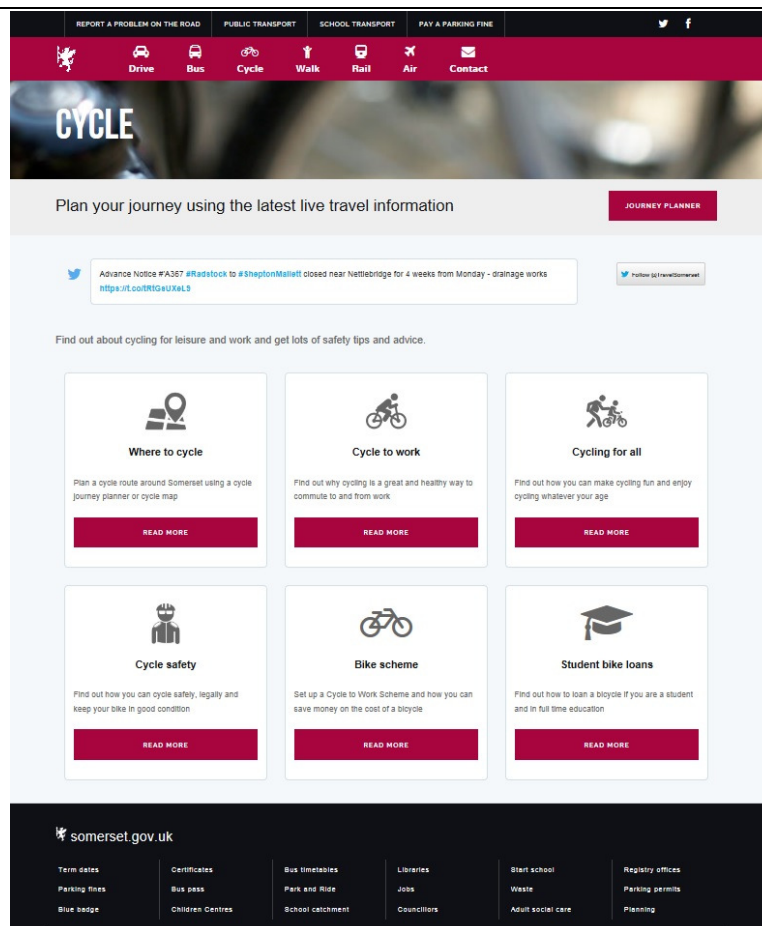 REPORT A PROBLEM ON THE ROAD PUBLIC TRANSPORT SCHOOL TRANSPORT PAY A PARKING FINE
Drive Bus Cycle Walk Rail Air Contact
CYCLE
Plan your journey using the latest live travel information JOURNEY PLANNER
Advance Notice #'A367 #Radstock to #SheptonMallett closed near Nettlebridge for 4 weeks from Monday - drainage works
https://t.co/tRtGeUXeL9
Follow @TravelSomerset
Find out about cycling for leisure and work and get lots of safety tips and advice.
Where to cycle
Plan a cycle route around Somerset using a cycle
journey planner or cycle map
READ MORE
Cycle to work
Find out why cycling is a great and healthy way to
commute to and from work
READ MORE
Cycling for all
Find out how you can make cycling fun and enjoy
cycling whatever your age
READ MORE
Cycle safety
Find out how you can cycle safely, legally and
keep your bike in good condition
READ MORE
Bike scheme
Set up a Cycle to Work Scheme and how you can
save money on the cost of a bicycle
READ MORE
Student bike loans
Find out how to loan a bicycle if you are a student
and in full time education
READ MORE
somerset.gov.uk
Term dates Certificates Bus timetables Libraries Start school Registry offices
Parking fines Bus pass Park and Ride Jobs Waste Parking permits
Blue badge Children Centres School catchment Councillors Adult social care Planning